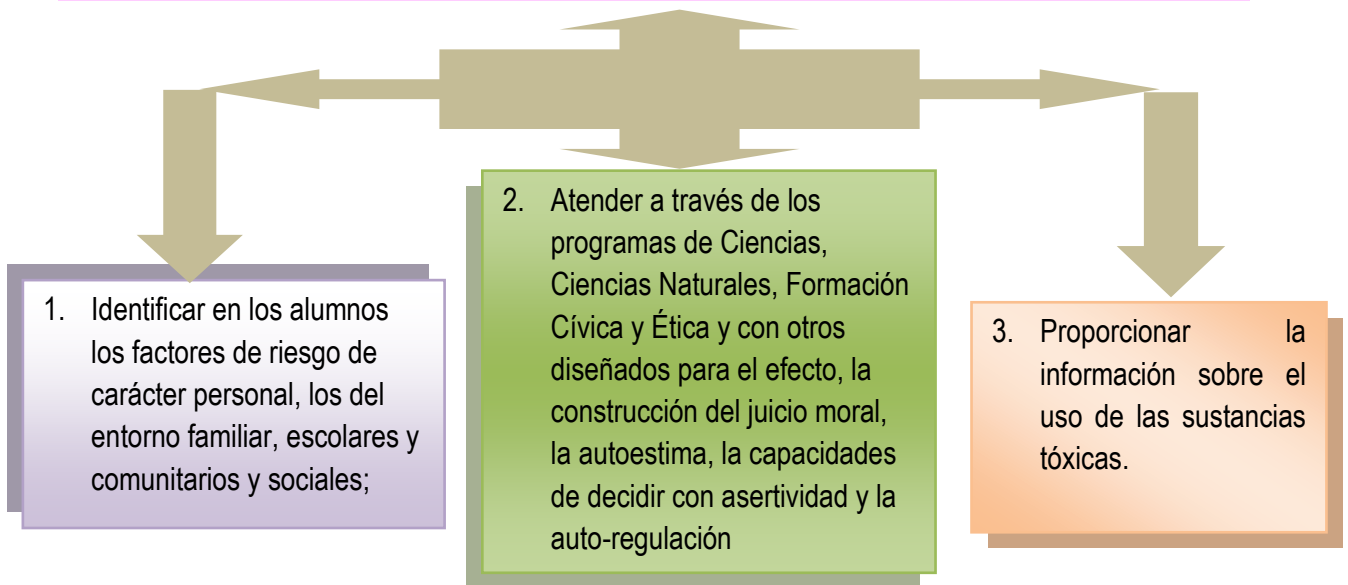 1. Identificar en los alumnos
los factores de riesgo de
carácter personal, los del
entorno familiar, escolares y
comunitarios y sociales;
2. Atender a través de los
programas de Ciencias,
Ciencias Naturales, Formación
Cívica y Ética y con otros
diseñados para el efecto, la
construcción del juicio moral,
la autoestima, la capacidades
de decidir con asertividad y la
auto-regulación
3. Proporcionar la
información sobre el
uso de las sustancias
tóxicas.